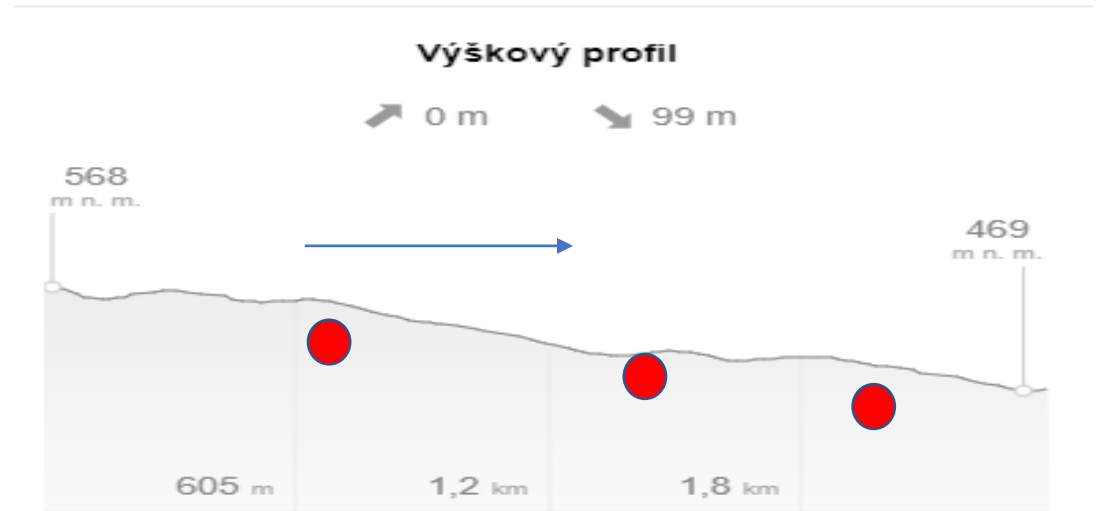 Výškový profil
0 m 99 m
568
m n. m.
469
m n. m.
605 m 1,2 km 1,8 km